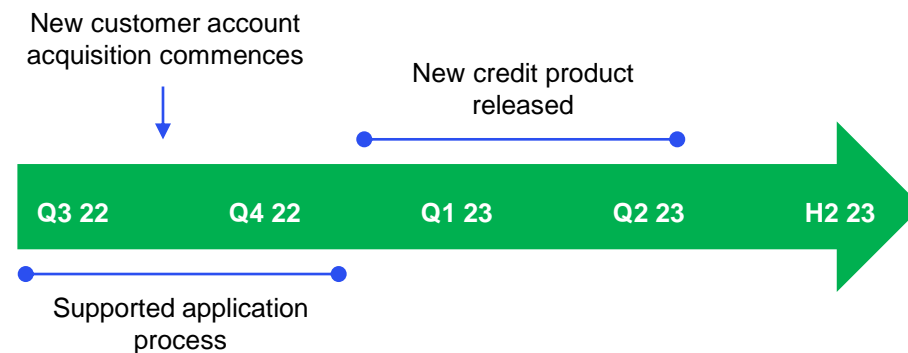 New customer account
acquisition commences
New credit product
released
Q3 22 Q4 22 Q1 23 Q2 23 H2 23
Supported application
process